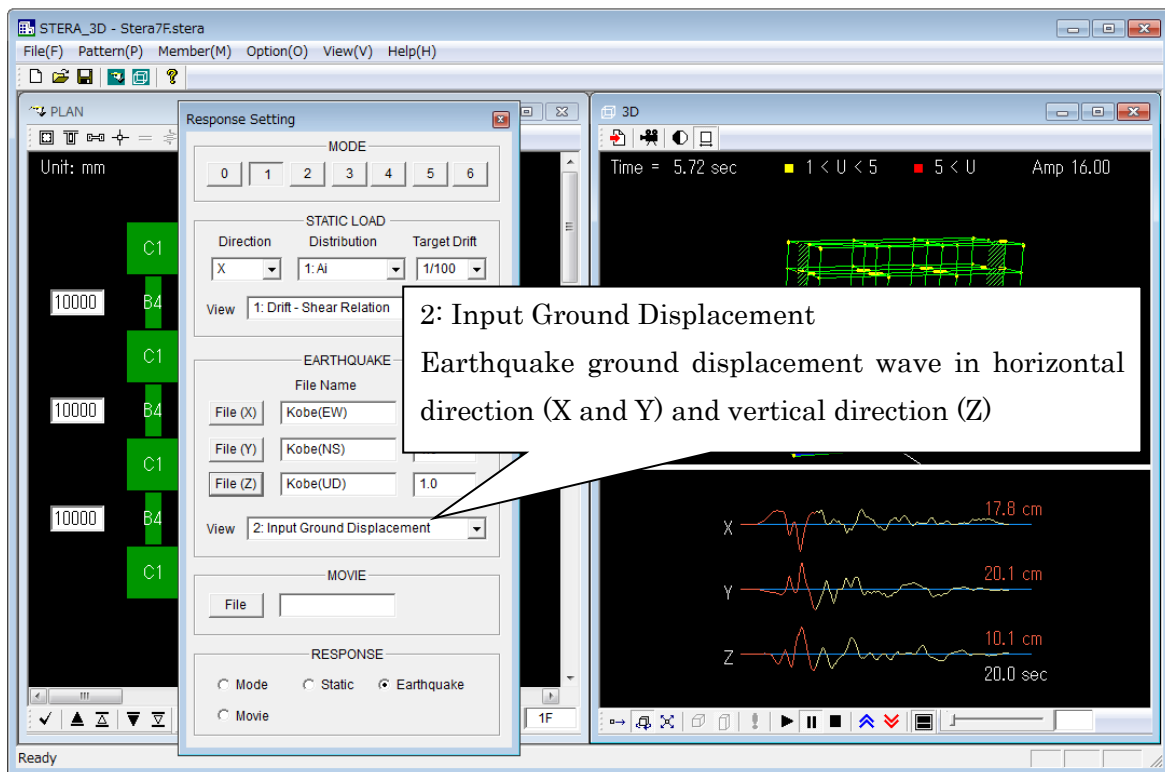 STERA_3D - Stera7F.stera
File(F) Pattern(P) Member(M) Option(O) View(V) Help(H)
PLAN
Unit: mm
C1
10000 B4
C1
10000 B4
C1
10000 B4
C1
1F
Response Setting
MODE
0 1 2 3 4 5 6
STATIC LOAD
Direction Distribution Target Drift
X 1: Ai 1/100
View 1: Drift - Shear Relation
EARTHQUAKE
File Name
File (X) Kobe(EW)
File (Y) Kobe(NS)
File (Z) Kobe(UD) 1.0
View 2: Input Ground Displacement
MOVIE
File
RESPONSE
Mode Static Earthquake
Movie
3D
Time = 5.72 sec 1 < U < 5 5 < U Amp 16.00
2: Input Ground Displacement
Earthquake ground displacement wave in horizontal
direction (X and Y) and vertical direction (Z)
X 17.8 cm
Y 20.1 cm
Z 10.1 cm
20.0 sec
Ready